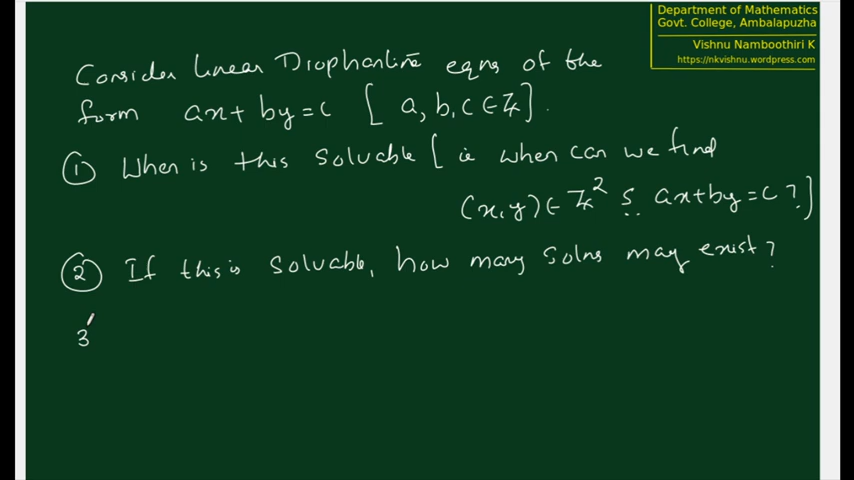 Department of Mathematics
Govt. College, Ambalapuzha
Vishnu Namboothiri K
https://nkvishnu.wordpress.com
Consider linear Diophantine eqns of the
form ax + by = c [a, b, c ∈ ℤ].
① When is this soluable [ie when can we find
(x, y) ∈ ℤ² s.. ax + by = c ?]
② If this is soluable, how many solns may exist?
3